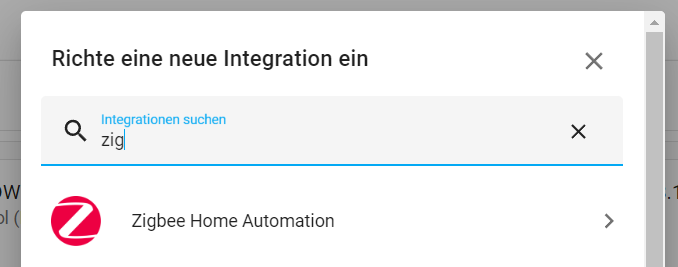 Richte eine neue Integration ein
Integrationen suchen
zig
Zigbee Home Automation